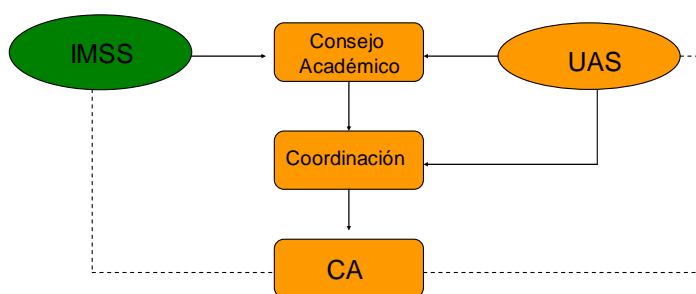 IMSS
Consejo
Académico
UAS
Coordinación
CA